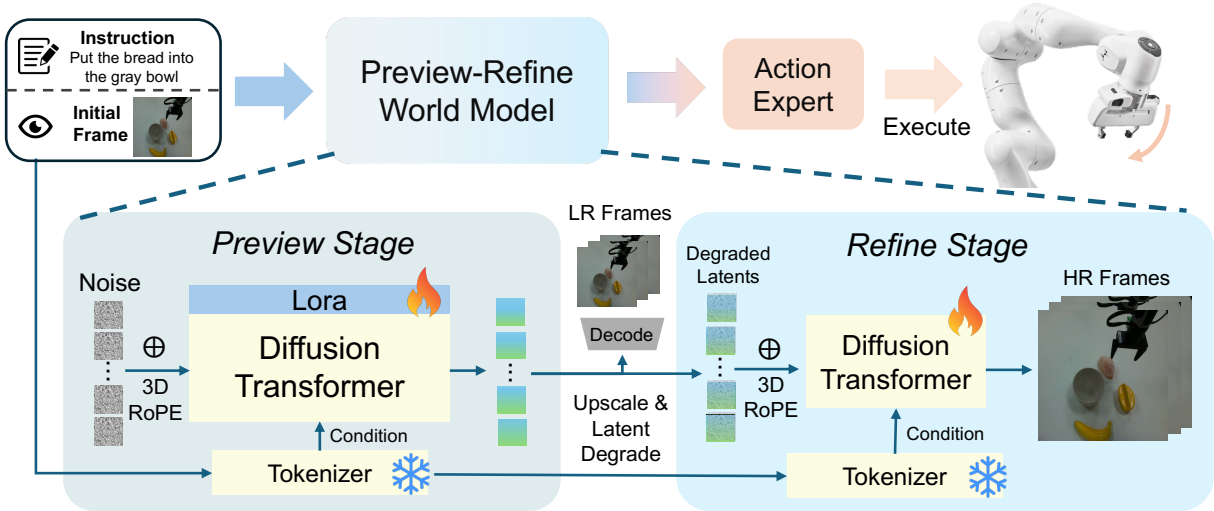 Instruction
Put the bread into
the gray bowl
Initial
Frame
Preview-Refine
World Model
Action
Expert
Execute
Preview Stage
Noise
3D
RoPE
Lora
Diffusion
Transformer
Condition
Tokenizer
LR Frames
Decode
Upscale &
Latent
Degrade
Refine Stage
Degraded
Latents
3D
RoPE
Diffusion
Transformer
Condition
Tokenizer
HR Frames